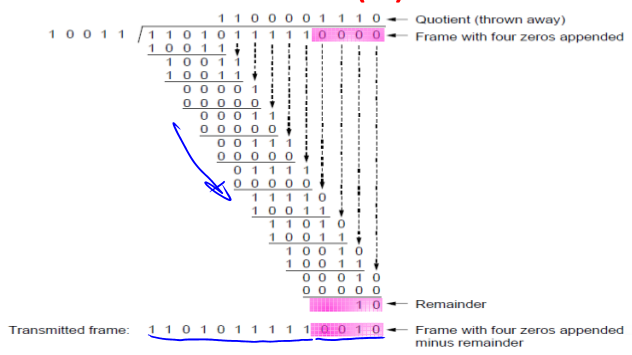 1 1 0 0 0 0 1 1 1 0 Quotient (thrown away)
1 0 0 1 1 1 1 0 1 0 1 1 1 1 1 0 0 0 0 Frame with four zeros appended
1 0 0 1 1
1 0 0 1 1
1 0 0 1 1
0 0 0 0 1
0 0 0 0 0
0 0 0 1 1
0 0 0 0 0
0 0 1 1 1
0 0 0 0 0
0 1 1 1 1
0 0 0 0 0
1 1 1 1 0
1 0 0 1 1
1 1 0 1 0
1 0 0 1 1
1 0 0 1 0
1 0 0 1 1
0 0 0 1 0
0 0 0 0 0
1 0 Remainder
Transmitted frame: 1 1 0 1 0 1 1 1 1 1 0 0 1 0 Frame with four zeros appended
minus remainder